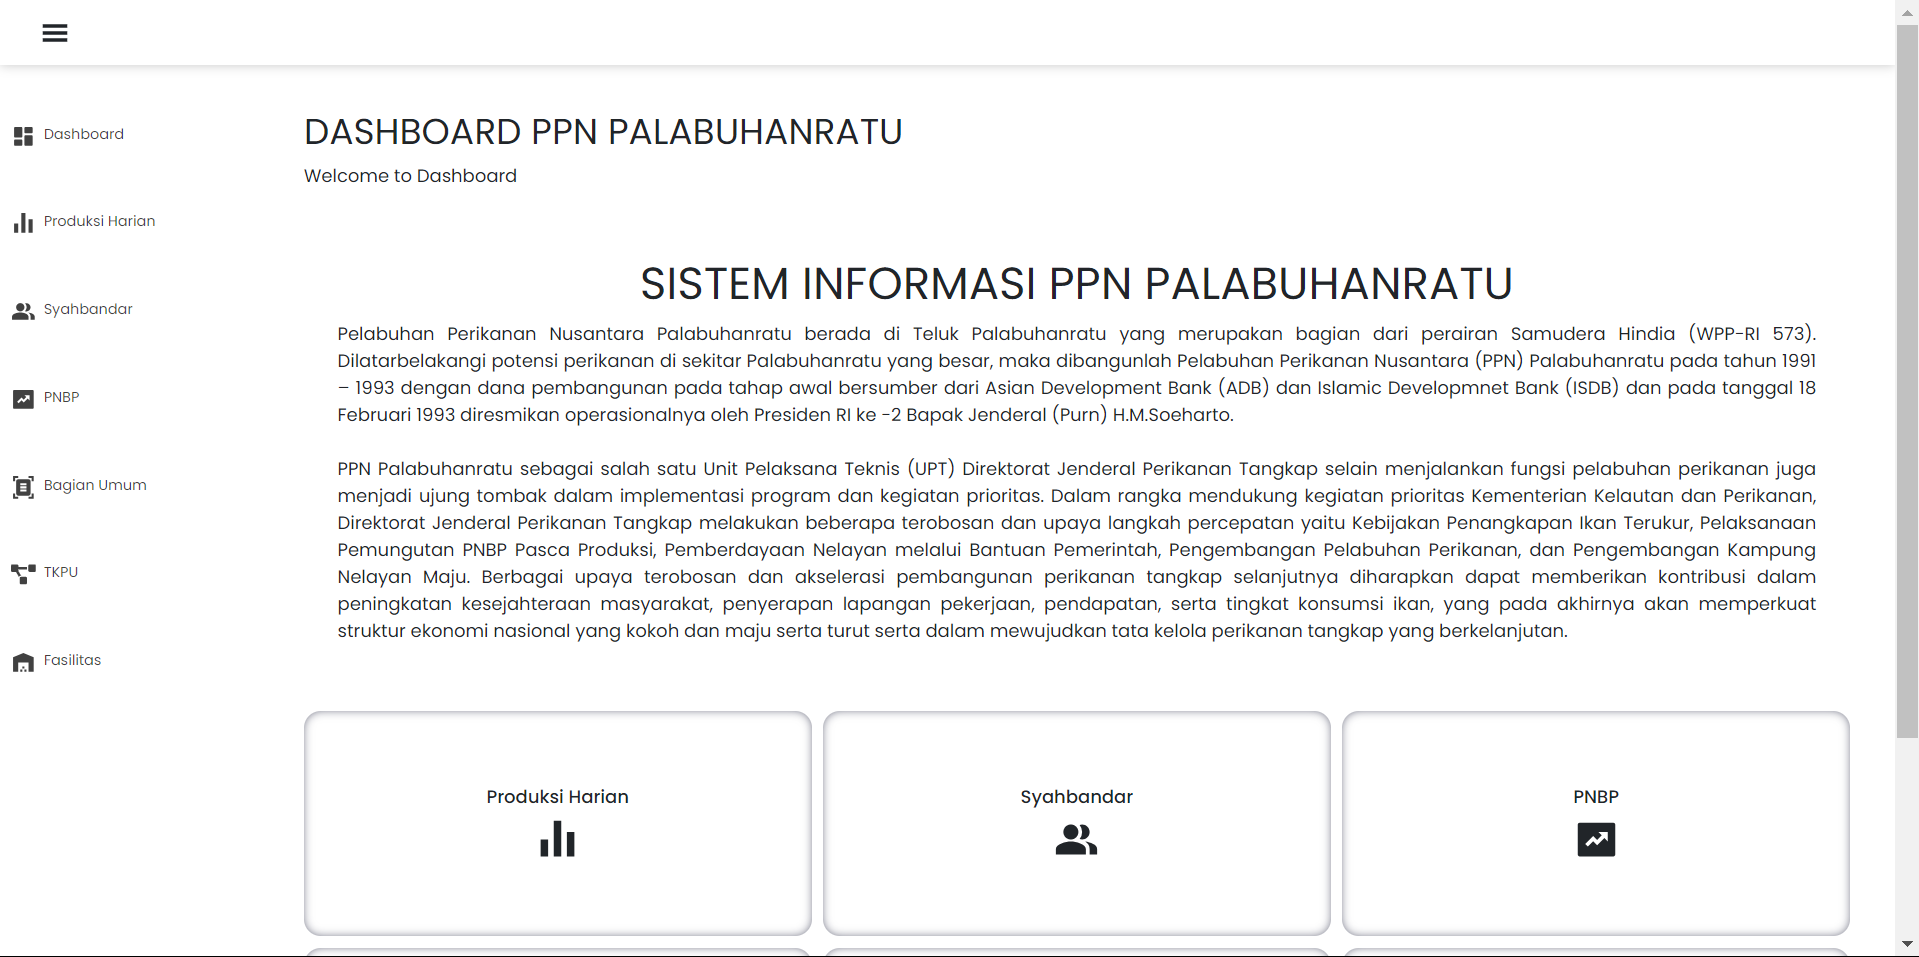 Dashboard
Produksi Harian
Syahbandar
PNBP
Bagian Umum
TKPU
Fasilitas
DASHBOARD PPN PALABUHANRATU
Welcome to Dashboard
SISTEM INFORMASI PPN PALABUHANRATU
Pelabuhan Perikanan Nusantara Palabuhanratu berada di Teluk Palabuhanratu yang merupakan bagian dari perairan Samudera Hindia (WPP-RI 573).
Dilatarbelakangi potensi perikanan di sekitar Palabuhanratu yang besar, maka dibangunlah Pelabuhan Perikanan Nusantara (PPN) Palabuhanratu pada tahun 1991
– 1993 dengan dana pembangunan pada tahap awal bersumber dari Asian Development Bank (ADB) dan Islamic Developmnet Bank (ISDB) dan pada tanggal 18
Februari 1993 diresmikan operasionalnya oleh Presiden RI ke -2 Bapak Jenderal (Purn) H.M.Soeharto.
PPN Palabuhanratu sebagai salah satu Unit Pelaksana Teknis (UPT) Direktorat Jenderal Perikanan Tangkap selain menjalankan fungsi pelabuhan perikanan juga
menjadi ujung tombak dalam implementasi program dan kegiatan prioritas. Dalam rangka mendukung kegiatan prioritas Kementerian Kelautan dan Perikanan,
Direktorat Jenderal Perikanan Tangkap melakukan beberapa terobosan dan upaya langkah percepatan yaitu Kebijakan Penangkapan Ikan Terukur, Pelaksanaan
Pemungutan PNBP Pasca Produksi, Pemberdayaan Nelayan melalui Bantuan Pemerintah, Pengembangan Pelabuhan Perikanan, dan Pengembangan Kampung
Nelayan Maju. Berbagai upaya terobosan dan akselerasi pembangunan perikanan tangkap selanjutnya diharapkan dapat memberikan kontribusi dalam
peningkatan kesejahteraan masyarakat, penyerapan lapangan pekerjaan, pendapatan, serta tingkat konsumsi ikan, yang pada akhirnya akan memperkuat
struktur ekonomi nasional yang kokoh dan maju serta turut serta dalam mewujudkan tata kelola perikanan tangkap yang berkelanjutan.
Produksi Harian
Syahbandar
PNBP